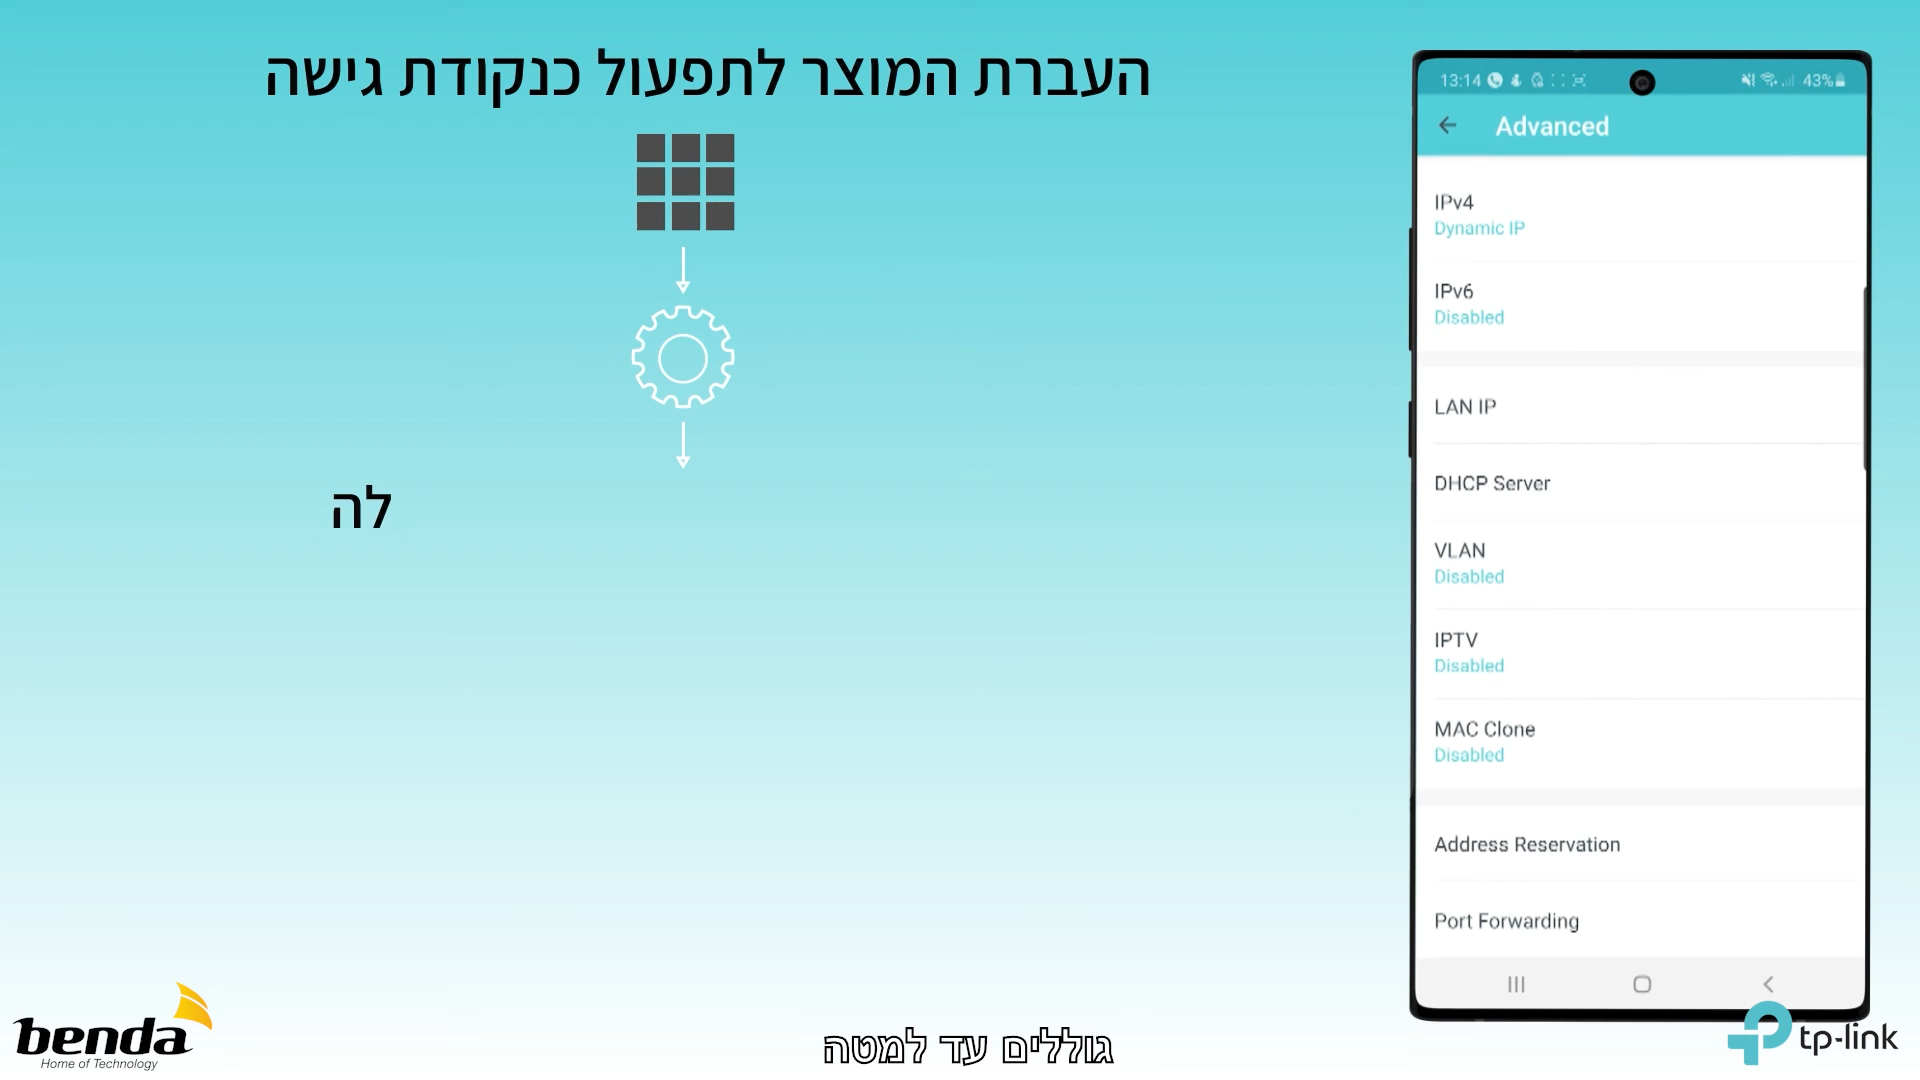 העברת המוצר לתפעול כנקודת גישה
לה
13:14
43%
Advanced
IPv4
Dynamic IP
IPv6
Disabled
LAN IP
DHCP Server
VLAN
Disabled
IPTV
Disabled
MAC Clone
Disabled
Address Reservation
Port Forwarding
benda
Home of Technology
גוללים עד למטה
tp-link